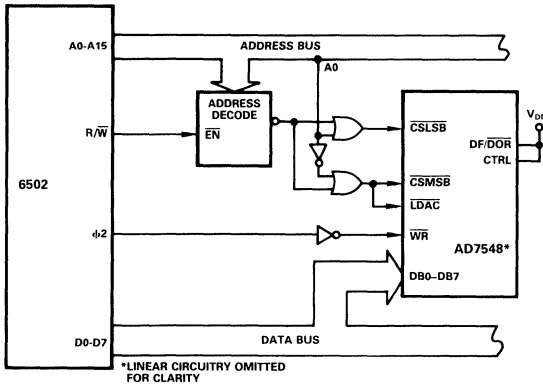 A0-A15
ADDRESS BUS
A0
ADDRESS
DECODE
EN
R/W
CSLSB
V
DF/DOR
CTRL
6502
CSMSB
LDAC
ϕ2
WR
AD7548*
DB0–DB7
D0-D7
DATA BUS
*LINEAR CIRCUITRY OMITTED
FOR CLARITY